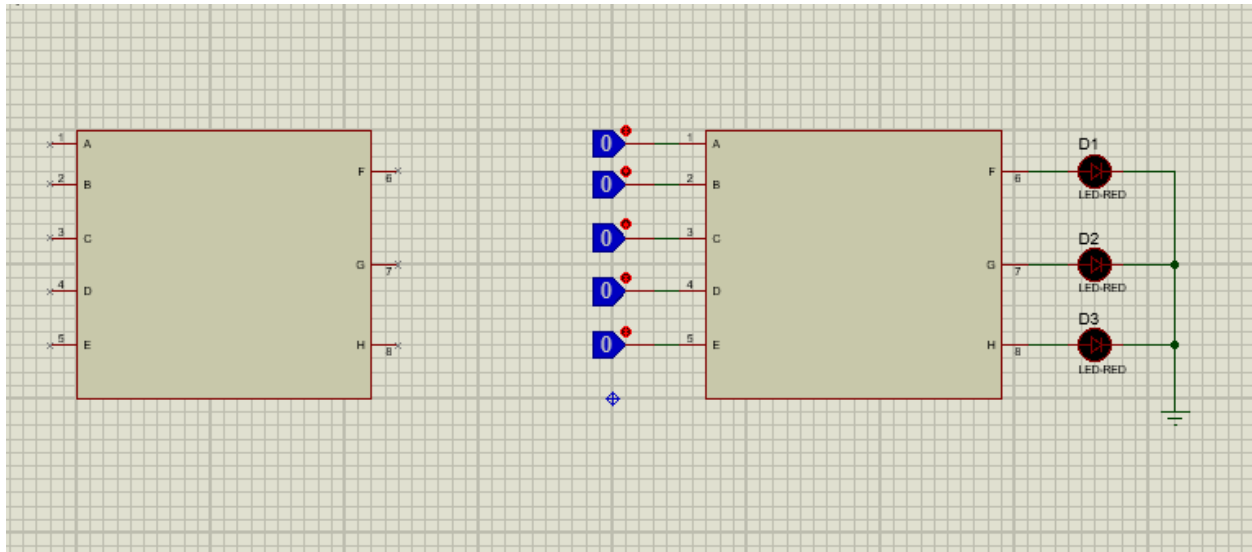 1 A
2 B
3 C
4 D
5 E
F 6
G 7
H 8
0 1 A
0 2 B
0 3 C
0 4 D
0 5 E
F 6
G 7
H 8
D1
LED-RED
D2
LED-RED
D3
LED-RED